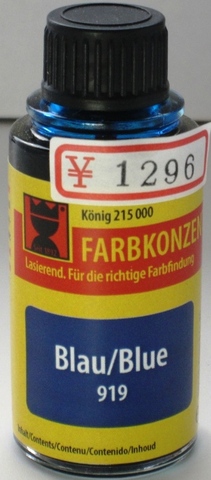 ¥ 1296
König 215 000
FARBKONZEN
Lasierend. Für die richtige Farbfindung
Blau/Blue
919
Inhalt/Contents/Contenu/Contenido/Inhoud